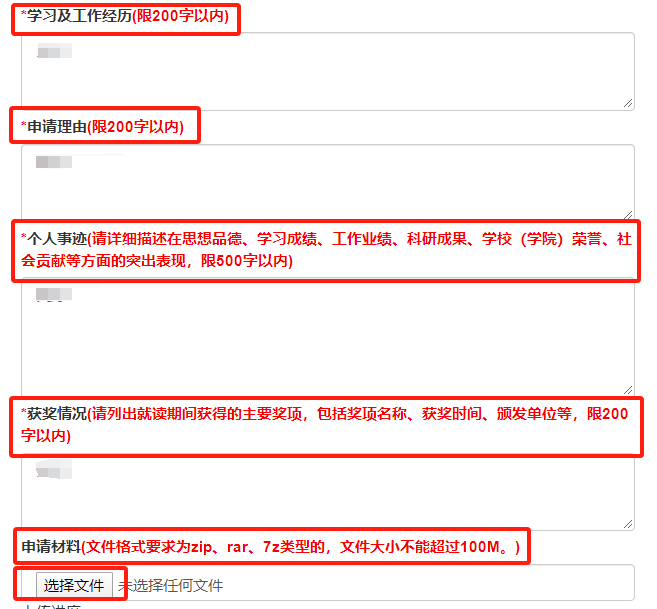 *学习及工作经历(限200字以内)
*申请理由(限200字以内)
*个人事迹(请详细描述在思想品德、学习成绩、工作业绩、科研成果、学校（学院）荣誉、社
会贡献等方面的突出表现，限500字以内)
*获奖情况(请列出就读期间获得的主要奖项，包括奖项名称、获奖时间、颁发单位等，限200
字以内)
申请材料(文件格式要求为zip、rar、7z类型的，文件大小不能超过100M。)
选择文件 未选择任何文件
上传进度